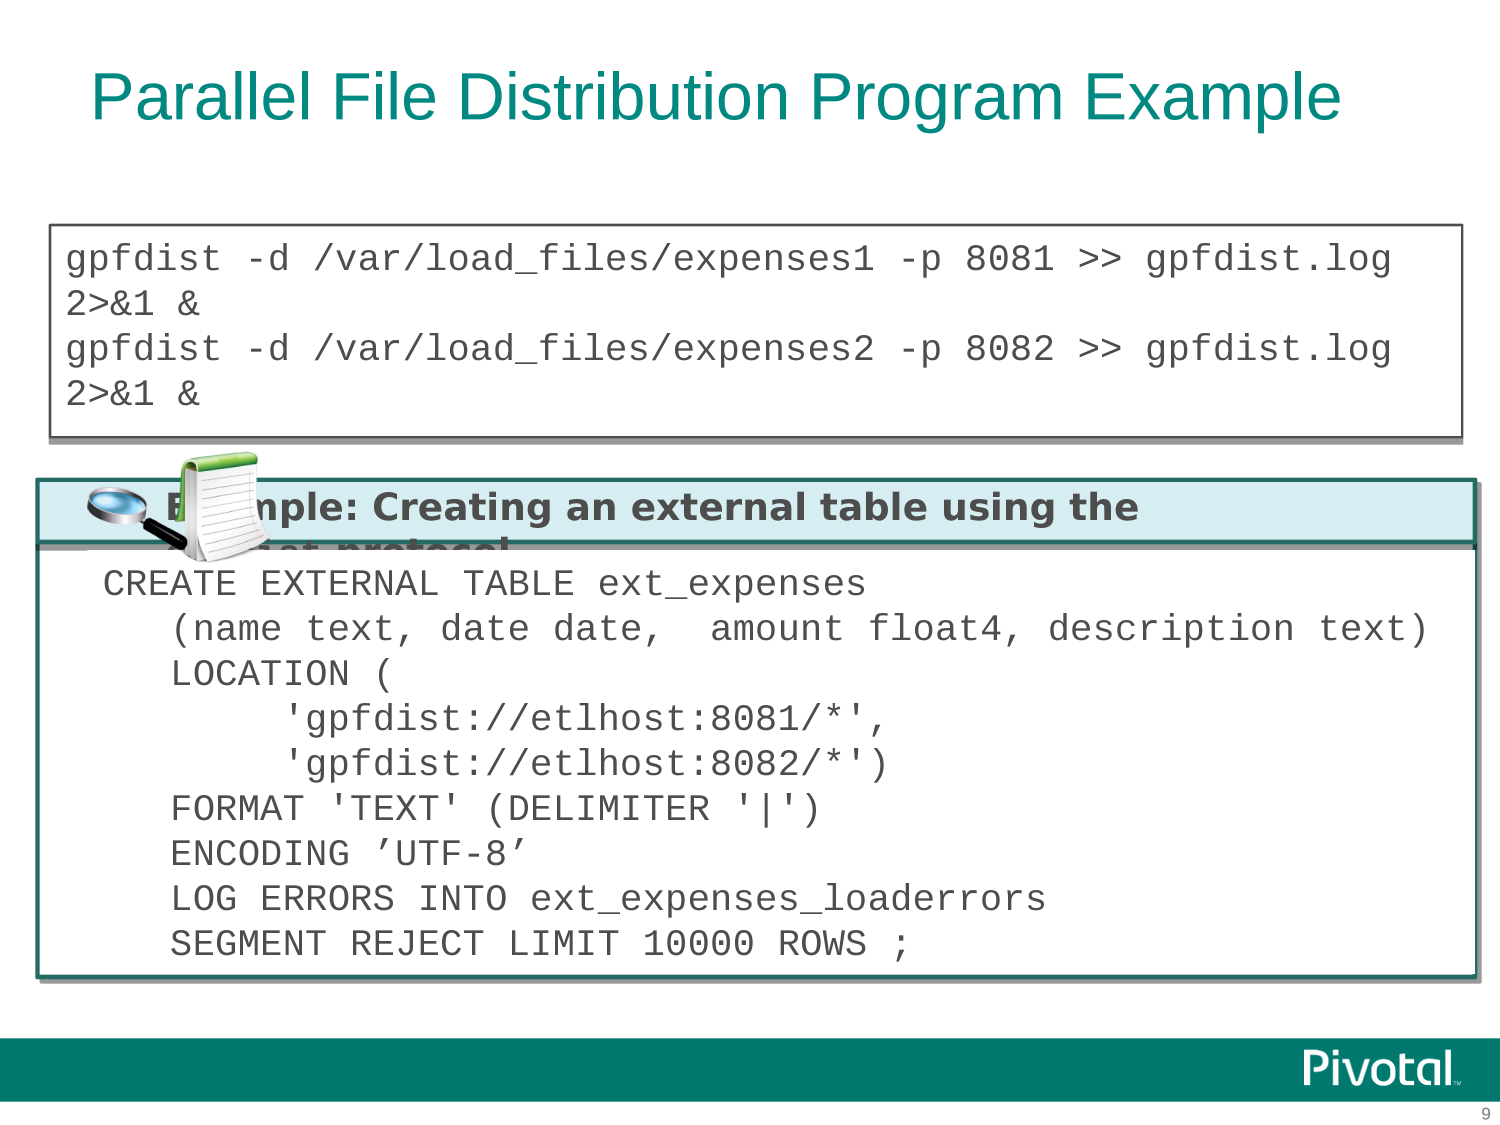 Parallel File Distribution Program Example
gpfdist -d /var/load_files/expenses1 -p 8081 >> gpfdist.log
2>&1 &
gpfdist -d /var/load_files/expenses2 -p 8082 >> gpfdist.log
2>&1 &
Creating an external table using the
protocol
CREATE EXTERNAL TABLE ext_expenses
(name text, date date,  amount float4, description text)
LOCATION (
'gpfdist://etlhost:8081/*',
'gpfdist://etlhost:8082/*')
FORMAT 'TEXT' (DELIMITER '|')
ENCODING ’UTF-8’
LOG ERRORS INTO ext_expenses_loaderrors
SEGMENT REJECT LIMIT 10000 ROWS ;
Pivotal™
9